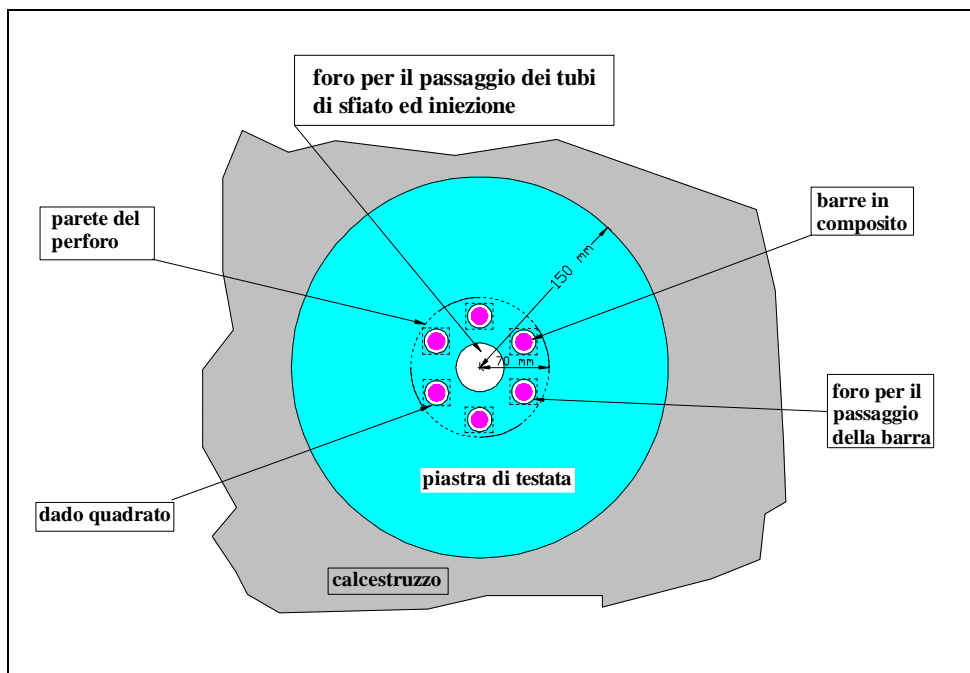 foro per il passaggio dei tubi
di sfiato ed iniezione
parete del
perforo
barre in
composito
150 mm
70 mm
foro per il
passaggio
della barra
piastra di testata
dado quadrato
calcestruzzo